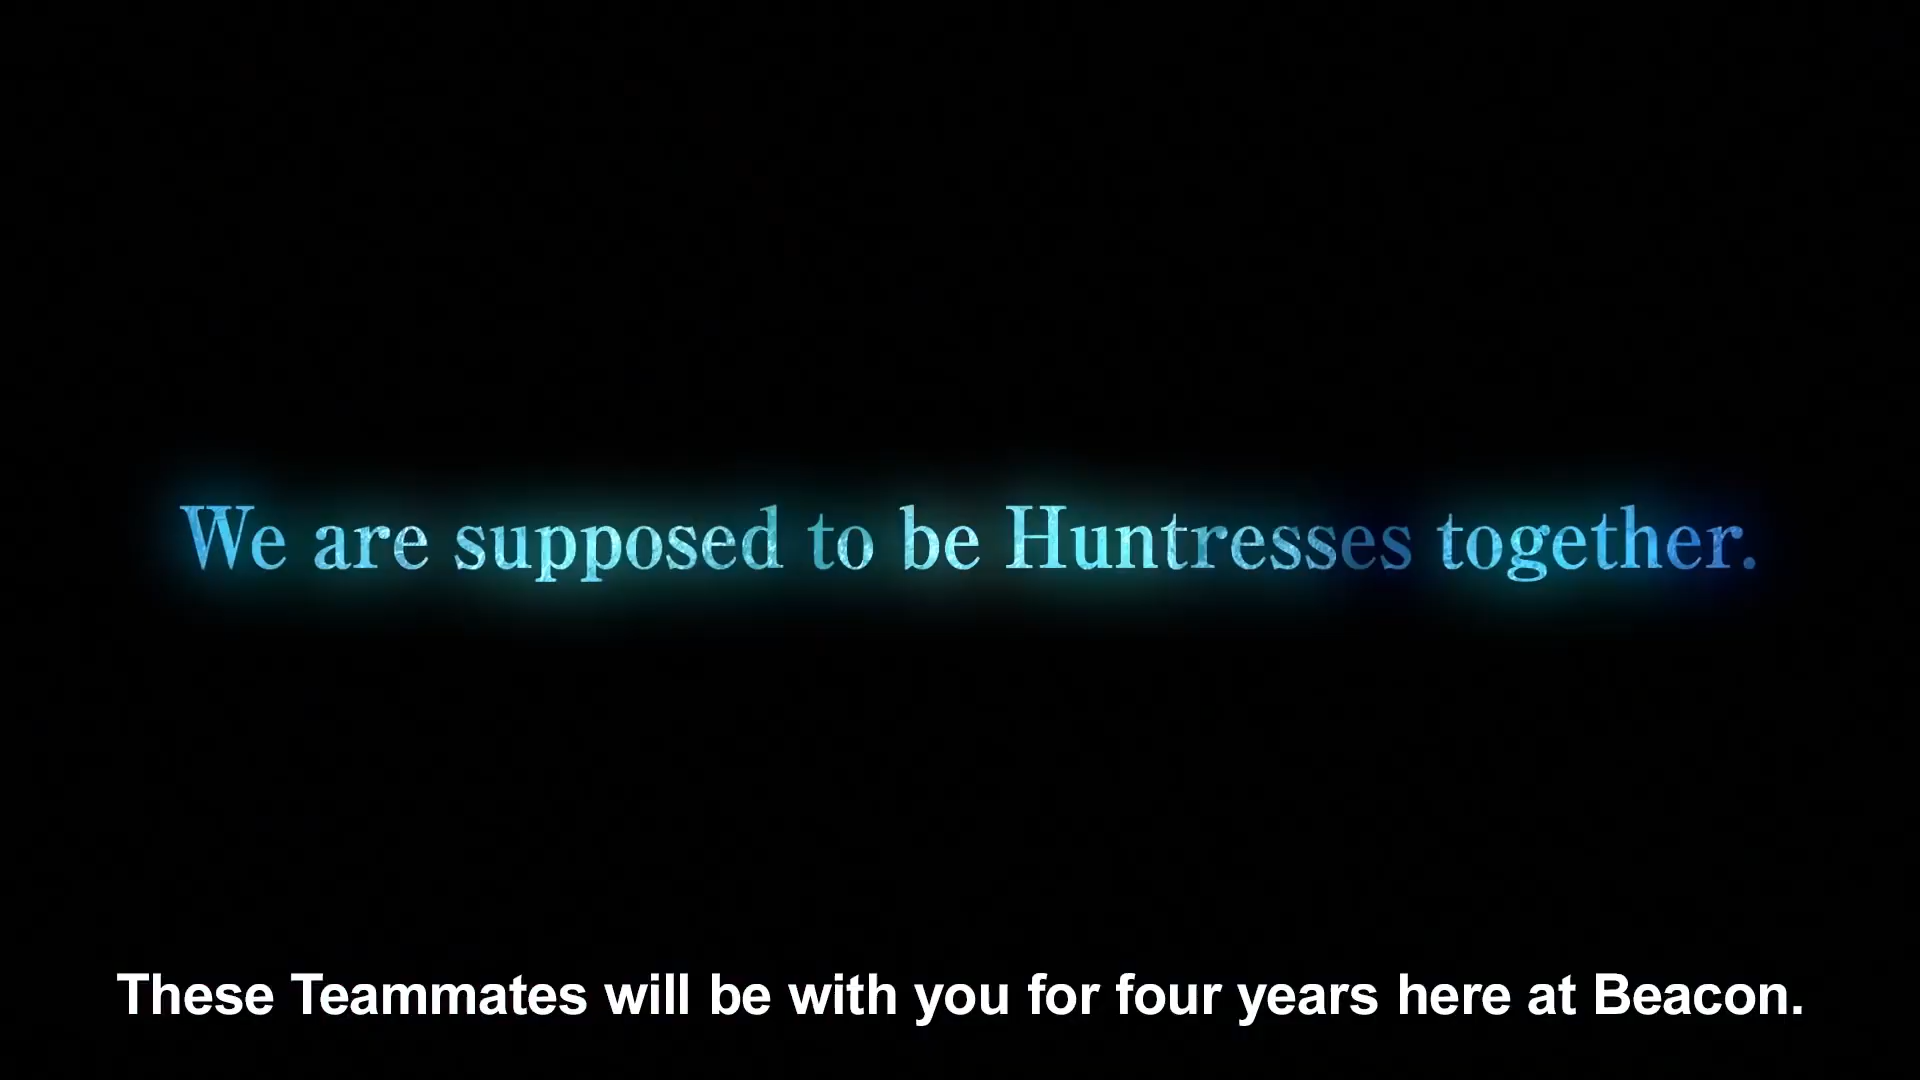 We are supposed to be Huntresses together.
These Teammates will be with you for four years here at Beacon.